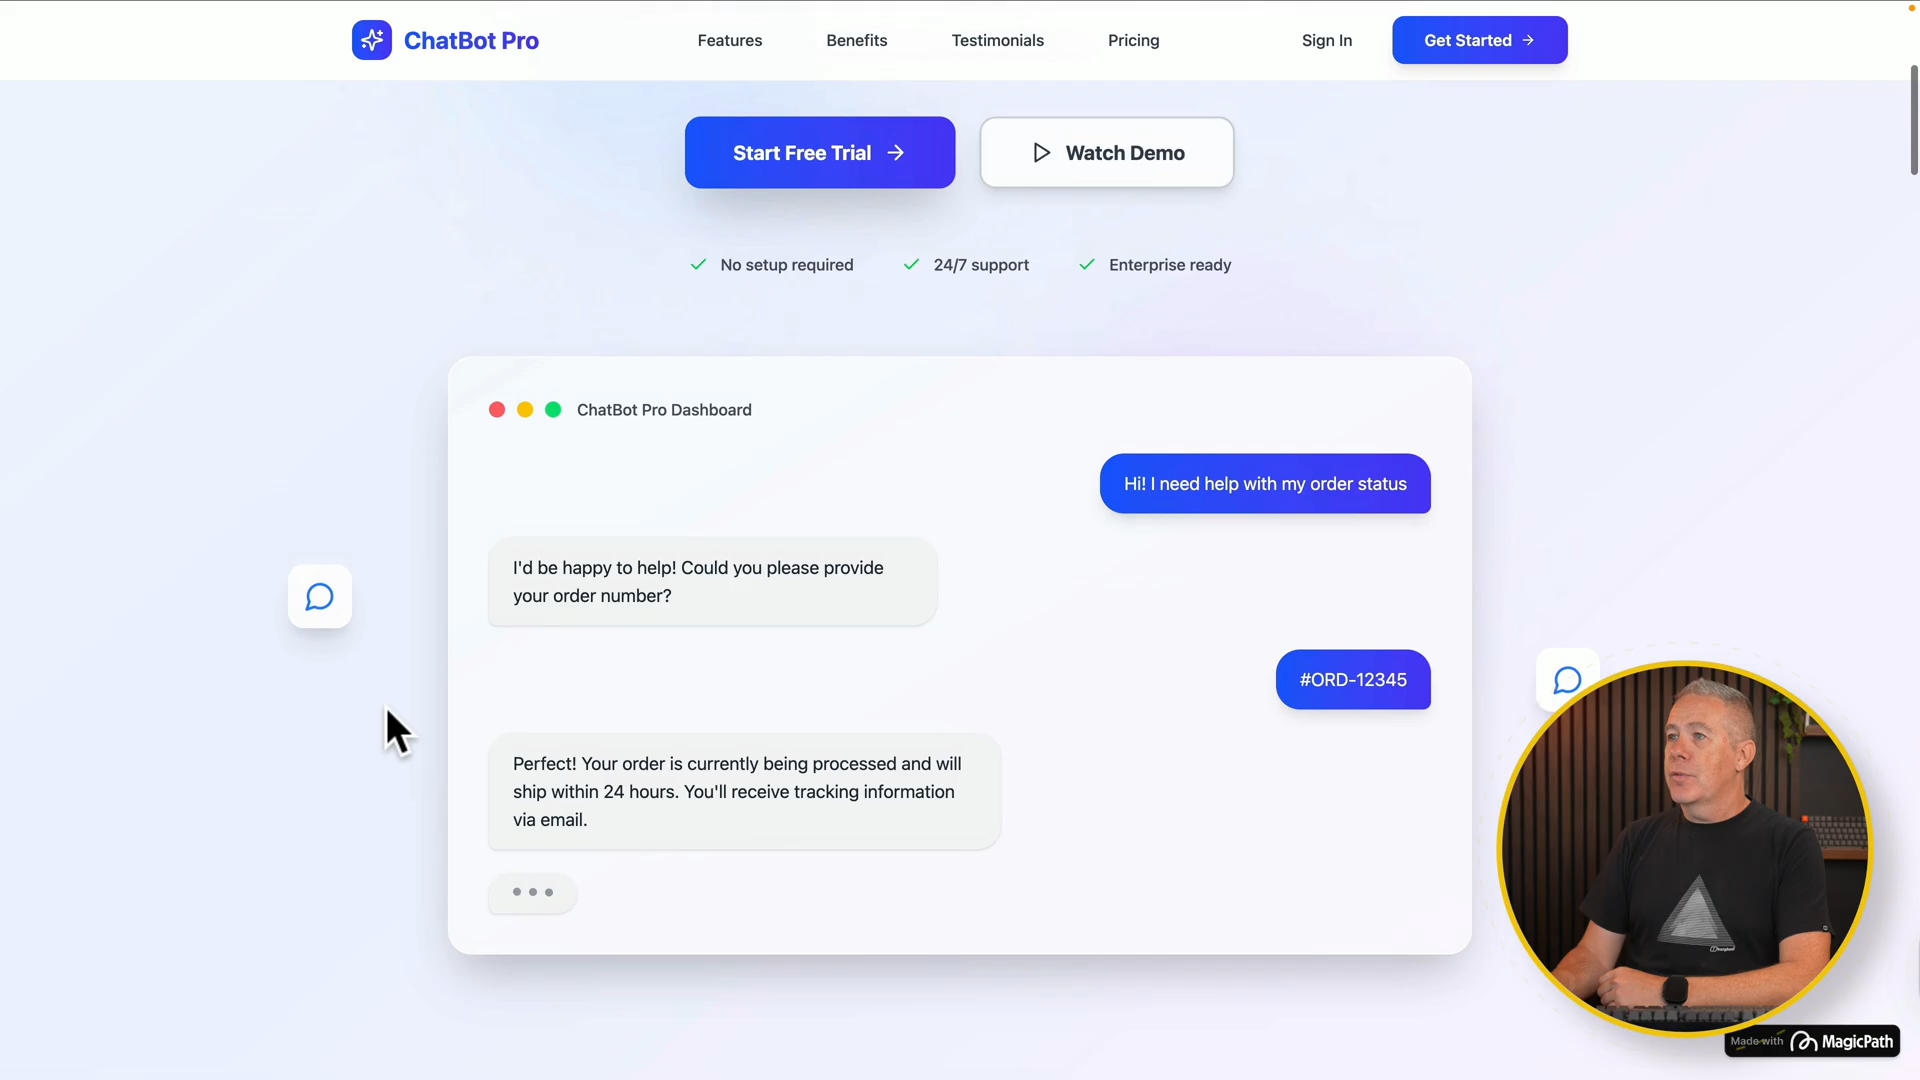 ChatBot Pro
Features
Benefits
Testimonials
Pricing
Sign In
Get Started
Start Free Trial
Watch Demo
No setup required
24/7 support
Enterprise ready
ChatBot Pro Dashboard
Hi! I need help with my order status
I'd be happy to help! Could you please provide
your order number?
#ORD-12345
Perfect! Your order is currently being processed and will
ship within 24 hours. You'll receive tracking information
via email.
Made with MagicPath